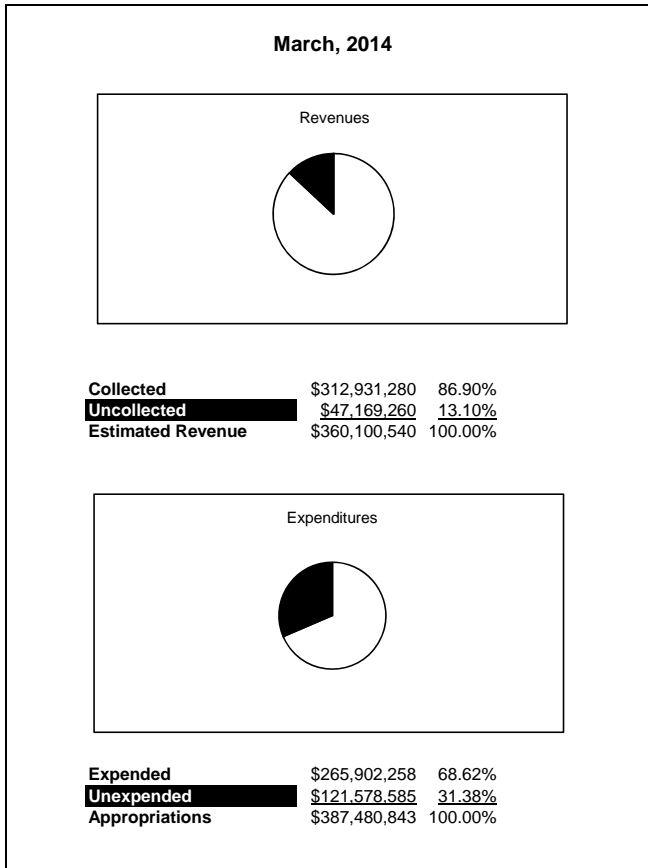 March, 2014
Revenues
Collected $312,931,280 86.90%
Uncollected $47,169,260 13.10%
Estimated Revenue $360,100,540 100.00%
Expenditures
Expended $265,902,258 68.62%
Unexpended $121,578,585 31.38%
Appropriations $387,480,843 100.00%